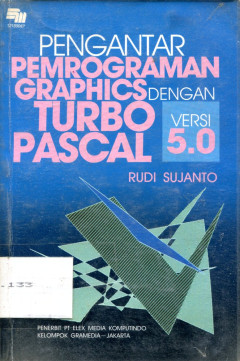 PENGANTAR
PEMROGRAMAN
GRAPHICS DENGAN
TURBO VERSI
PASCAL 5.0
RUDI SUJANTO
133
PENERBIT PT ELEX MEDIA KOMPUTINDO
KELOMPOK GRAMEDIA—JAKARTA